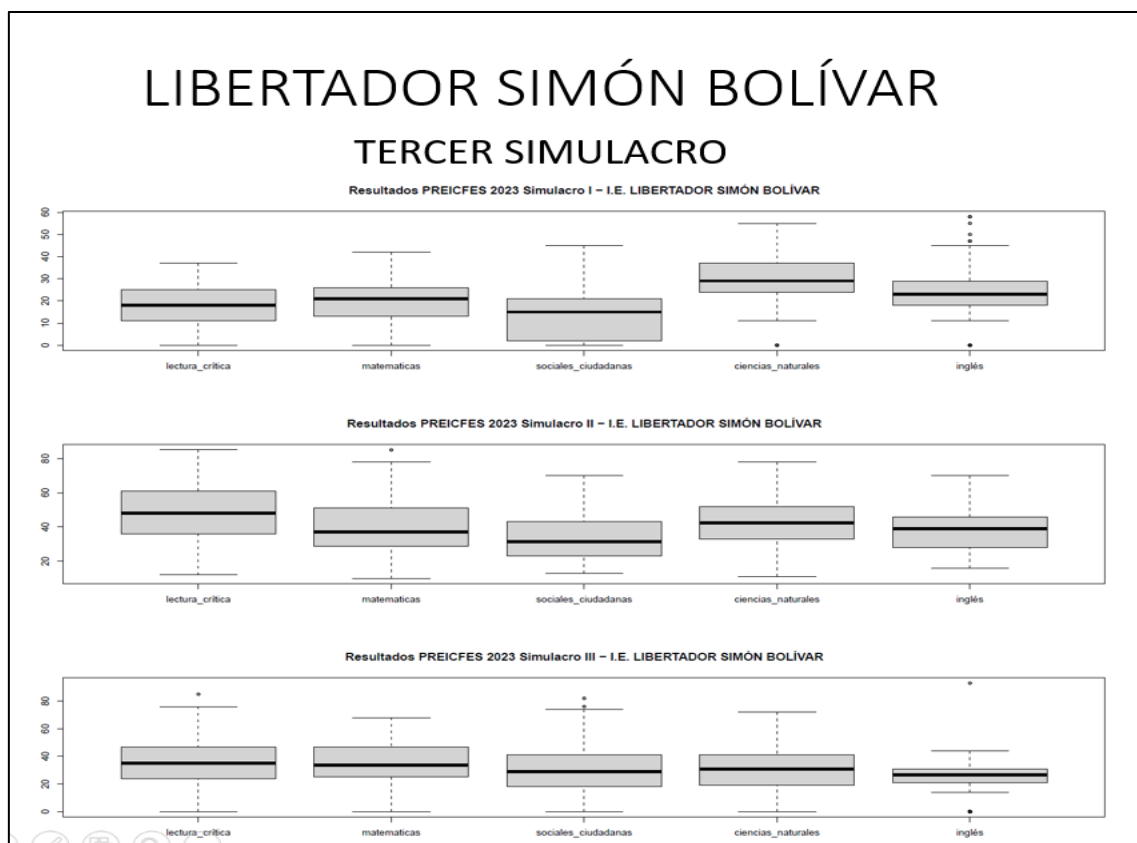 LIBERTADOR SIMÓN BOLÍVAR
TERCER SIMULACRO
Resultados PREICFES 2023 Simulacro I − I.E. LIBERTADOR SIMÓN BOLÍVAR
60
50
40
30
20
10
0
lectura_crítica matematicas sociales_ciudadanas ciencias_naturales inglés
Resultados PREICFES 2023 Simulacro II − I.E. LIBERTADOR SIMÓN BOLÍVAR
80
60
40
20
lectura_crítica matematicas sociales_ciudadanas ciencias_naturales inglés
Resultados PREICFES 2023 Simulacro III − I.E. LIBERTADOR SIMÓN BOLÍVAR
80
60
40
20
0
lectura_crítica matematicas sociales_ciudadanas ciencias_naturales inglés